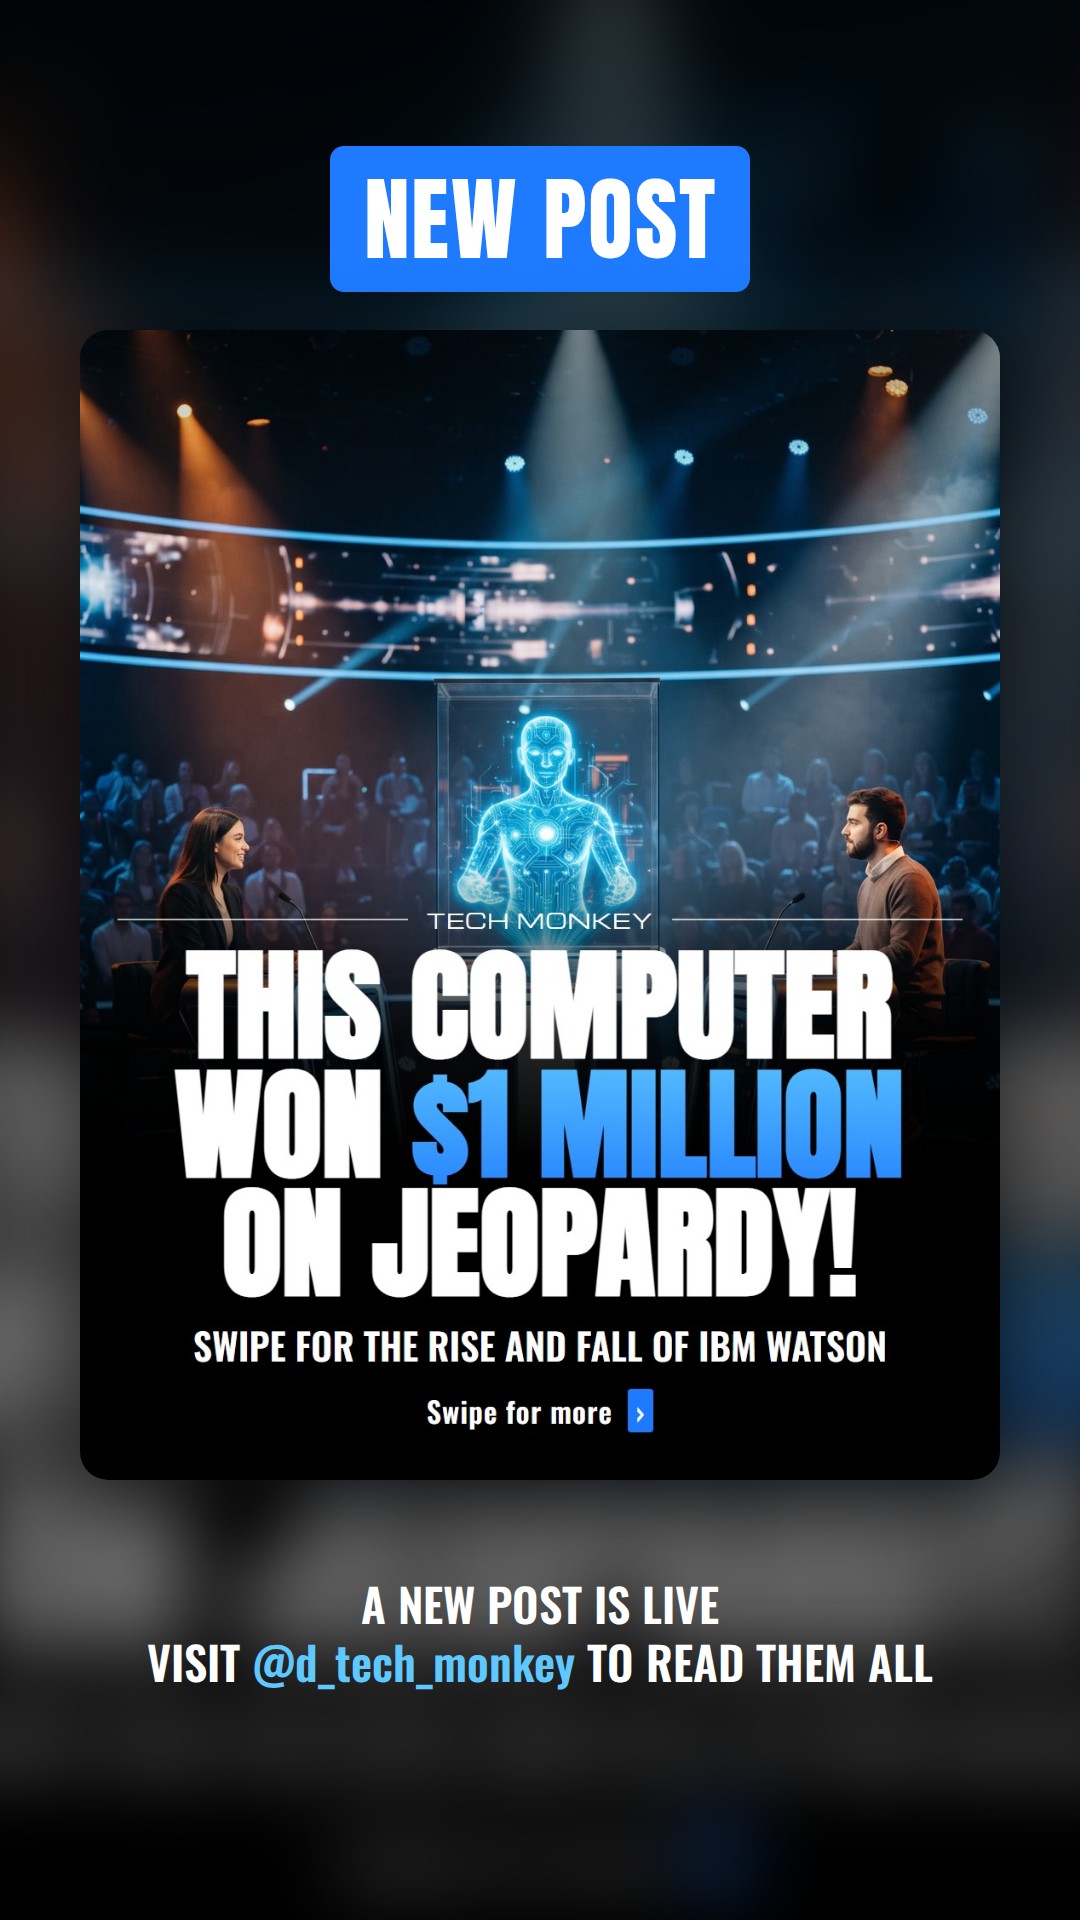 NEW POST
TECH MONKEY
THIS COMPUTER
WON $1 MILLION
ON JEOPARDY!
SWIPE FOR THE RISE AND FALL OF IBM WATSON
Swipe for more ›
A NEW POST IS LIVE
VISIT @d_tech_monkey TO READ THEM ALL